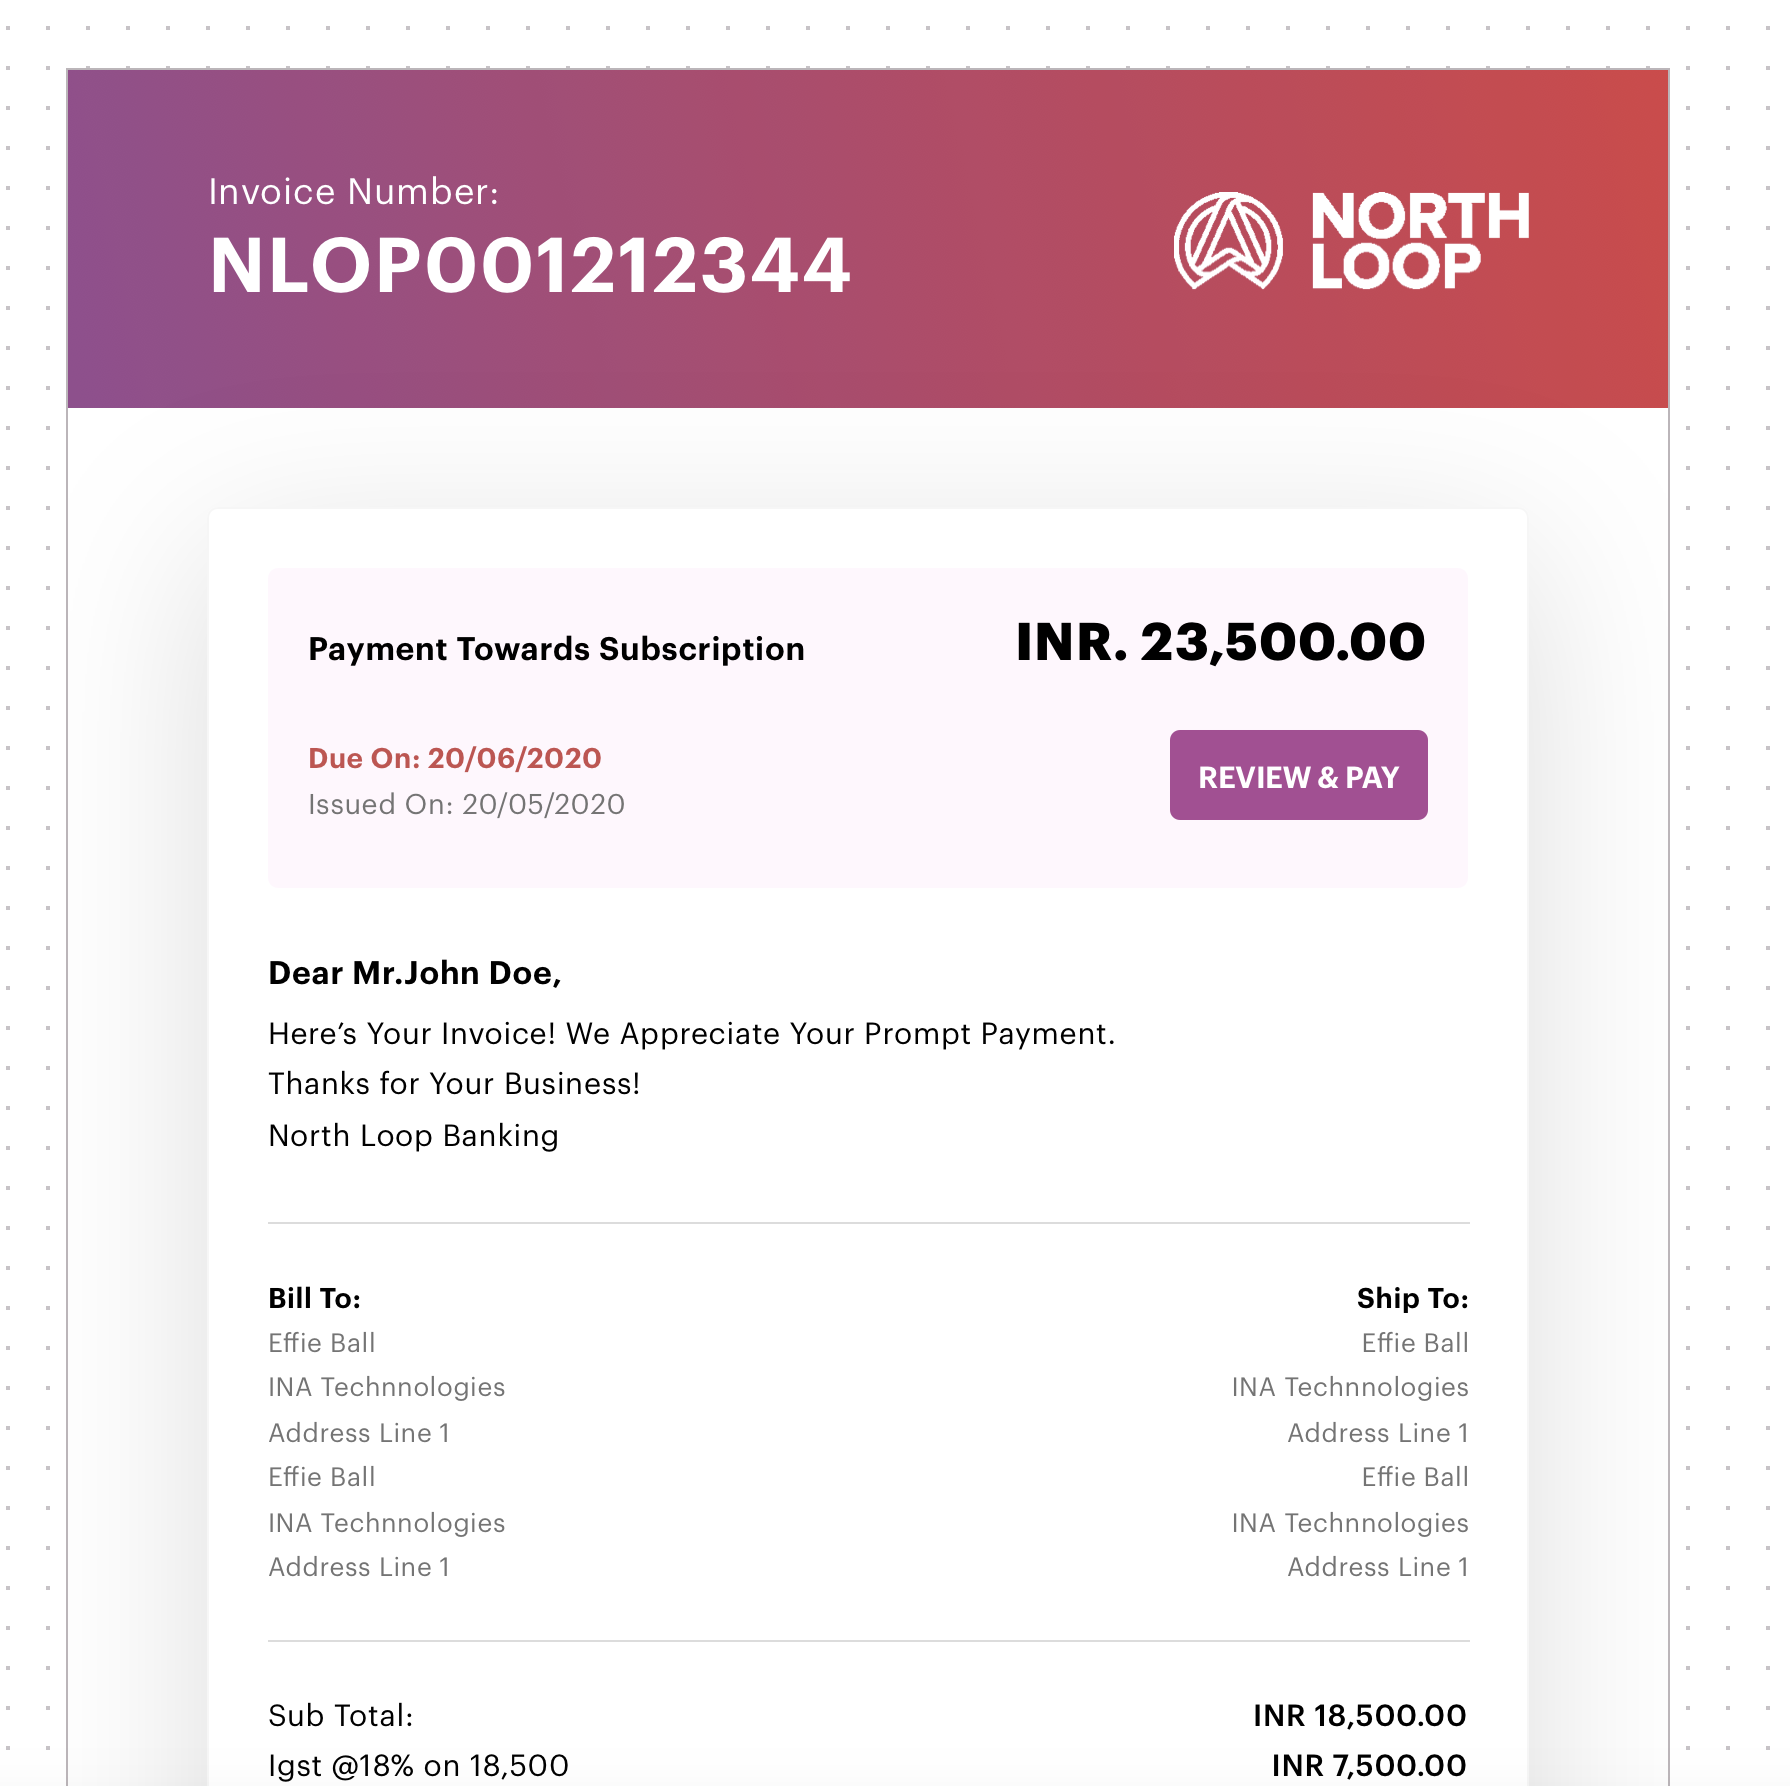 Invoice Number:
NLOP001212344
NORTH
LOOP
Payment Towards Subscription
INR. 23,500.00
Due On: 20/06/2020
Issued On: 20/05/2020
REVIEW & PAY
Dear Mr.John Doe,
Here’s Your Invoice! We Appreciate Your Prompt Payment.
Thanks for Your Business!
North Loop Banking
Bill To:
Effie Ball
INA Technnologies
Address Line 1
Effie Ball
INA Technnologies
Address Line 1
Ship To:
Effie Ball
INA Technnologies
Address Line 1
Effie Ball
INA Technnologies
Address Line 1
Sub Total: INR 18,500.00
Igst @18% on 18,500 INR 7,500.00